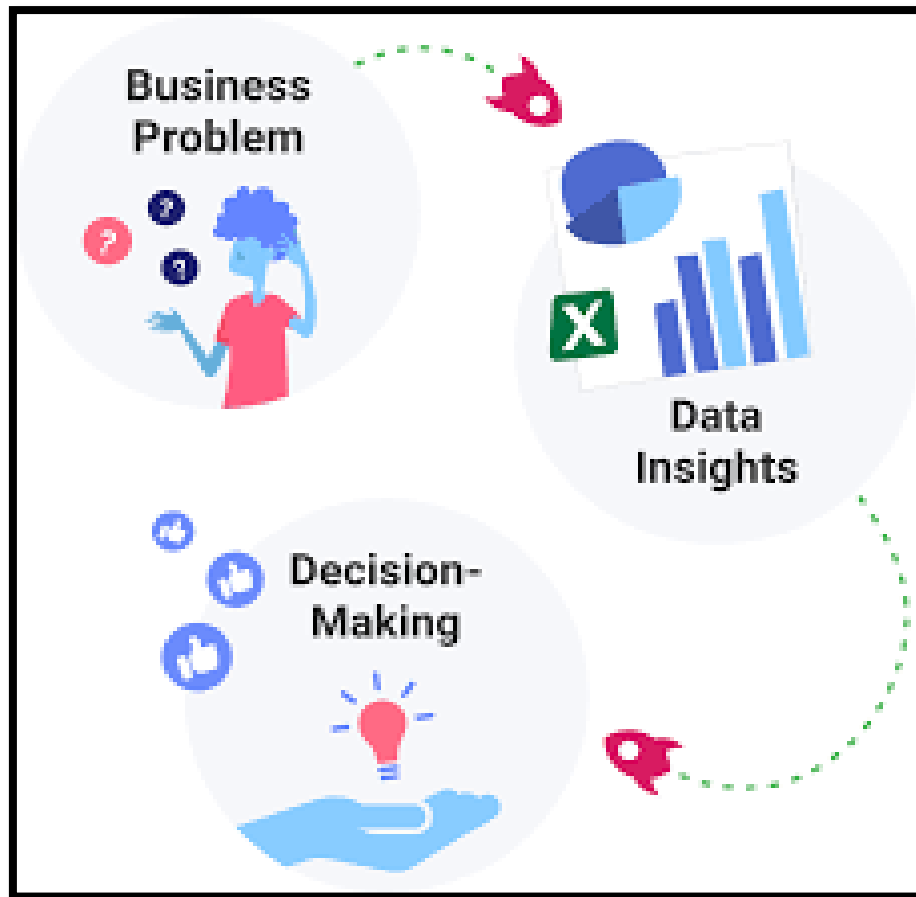 Business
Problem
?
?
?
X
Data
Insights
Decision-
Making